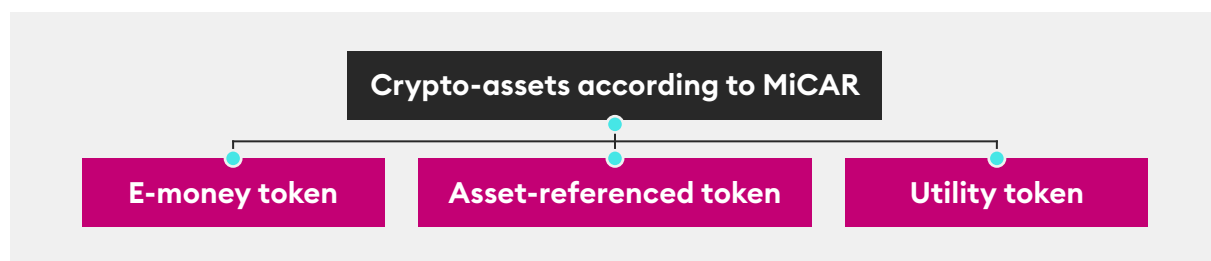 Crypto-assets according to MiCAR
E-money token
Asset-referenced token
Utility token